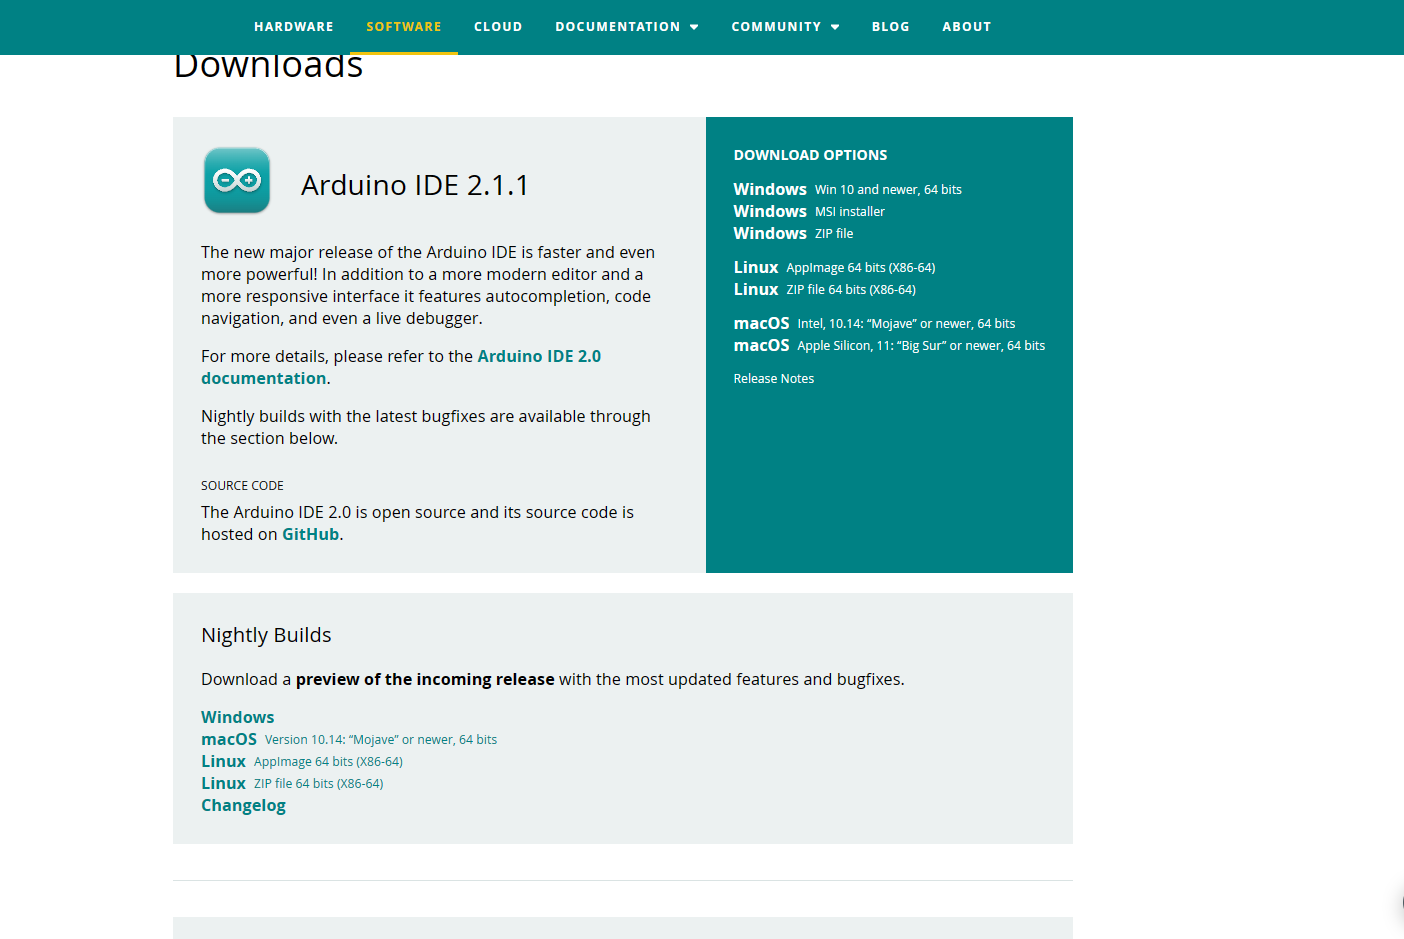 HARDWARE SOFTWARE CLOUD DOCUMENTATION COMMUNITY BLOG ABOUT
Downloads
Arduino IDE 2.1.1
The new major release of the Arduino IDE is faster and even
more powerful! In addition to a more modern editor and a
more responsive interface it features autocompletion, code
navigation, and even a live debugger.
For more details, please refer to the Arduino IDE 2.0
documentation.
Nightly builds with the latest bugfixes are available through
the section below.
SOURCE CODE
The Arduino IDE 2.0 is open source and its source code is
hosted on GitHub.
DOWNLOAD OPTIONS
Windows Win 10 and newer, 64 bits
Windows MSI installer
Windows ZIP file
Linux AppImage 64 bits (X86-64)
Linux ZIP file 64 bits (X86-64)
macOS Intel, 10.14: “Mojave” or newer, 64 bits
macOS Apple Silicon, 11: “Big Sur” or newer, 64 bits
Release Notes
Nightly Builds
Download a preview of the incoming release with the most updated features and bugfixes.
Windows
macOS Version 10.14: “Mojave” or newer, 64 bits
Linux AppImage 64 bits (X86-64)
Linux ZIP file 64 bits (X86-64)
Changelog